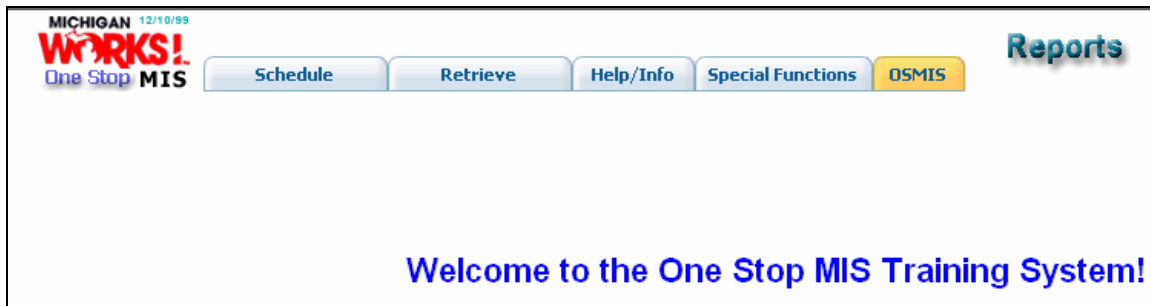 MICHIGAN 12/10/99
WORKS!
One Stop MIS
Schedule Retrieve Help/Info Special Functions OSMIS
Reports
Welcome to the One Stop MIS Training System!